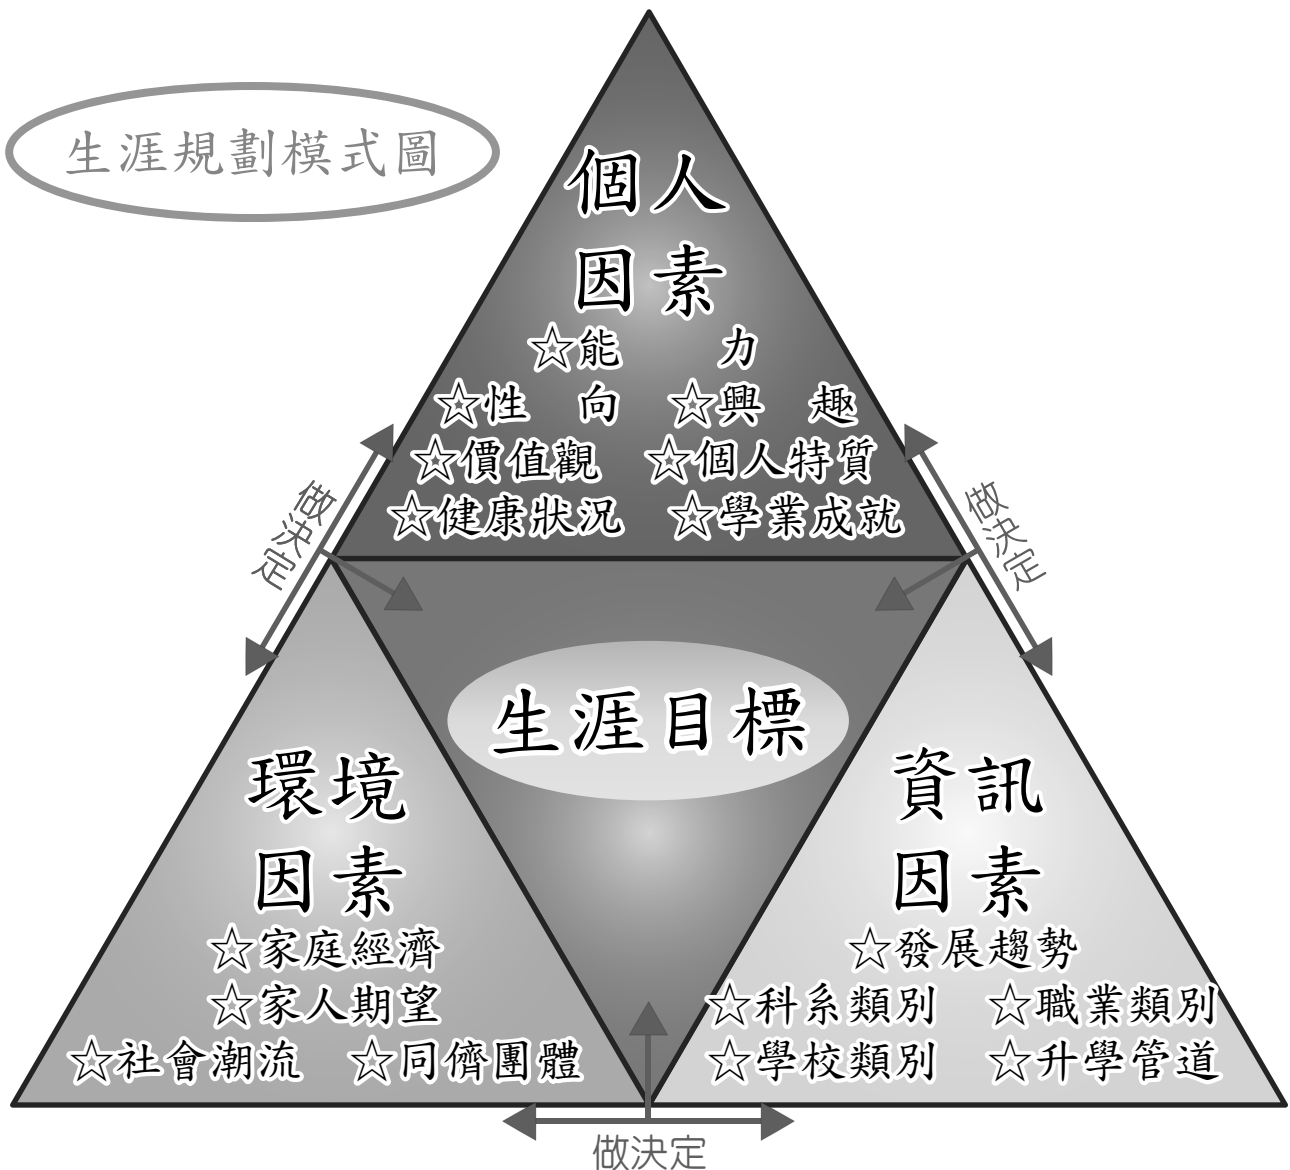 生涯規劃模式圖
個人
因素
☆能力
☆性向 ☆興趣
☆價值觀 ☆個人特質
☆健康狀況 ☆學業成就
做決定
做決定
生涯目標
環境
因素
☆家庭經濟
☆家人期望
☆社會潮流 ☆同儕團體
資訊
因素
☆發展趨勢
☆科系類別 ☆職業類別
☆學校類別 ☆升學管道
做決定